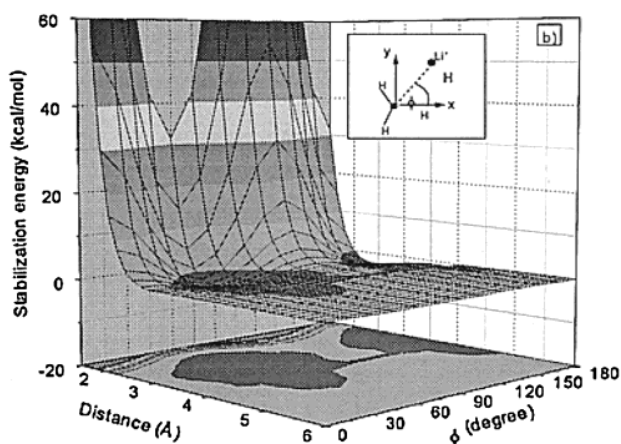 60
40
20
0
-20
Stabilization energy (kcal/mol)
b)
y
Li⁺
H
H
ϕ
x
H
H
2
3
4
5
6
Distance (Å)
0
30
60
90
120
150
180
ϕ (degree)